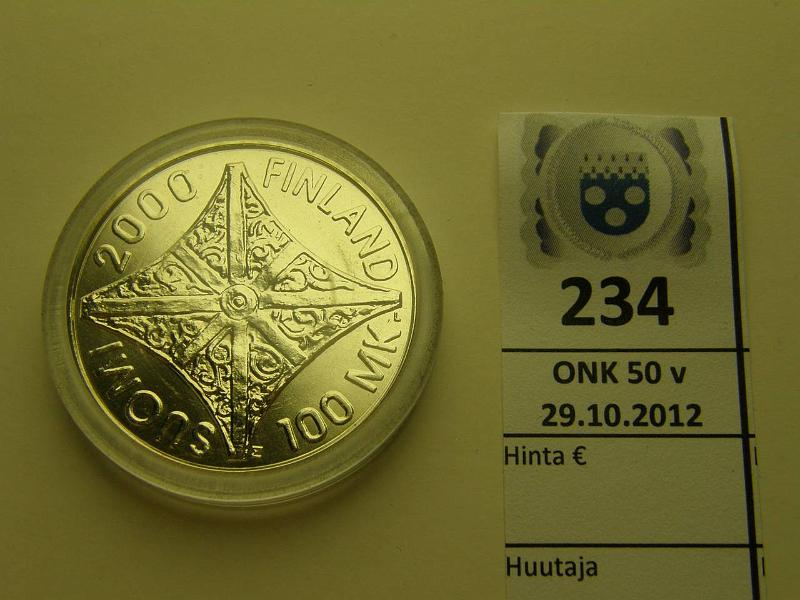 2000
FINLAND
SUOMI
100 MK
L
M
234
ONK 50 v
29.10.2012
Hinta €
Huutaja